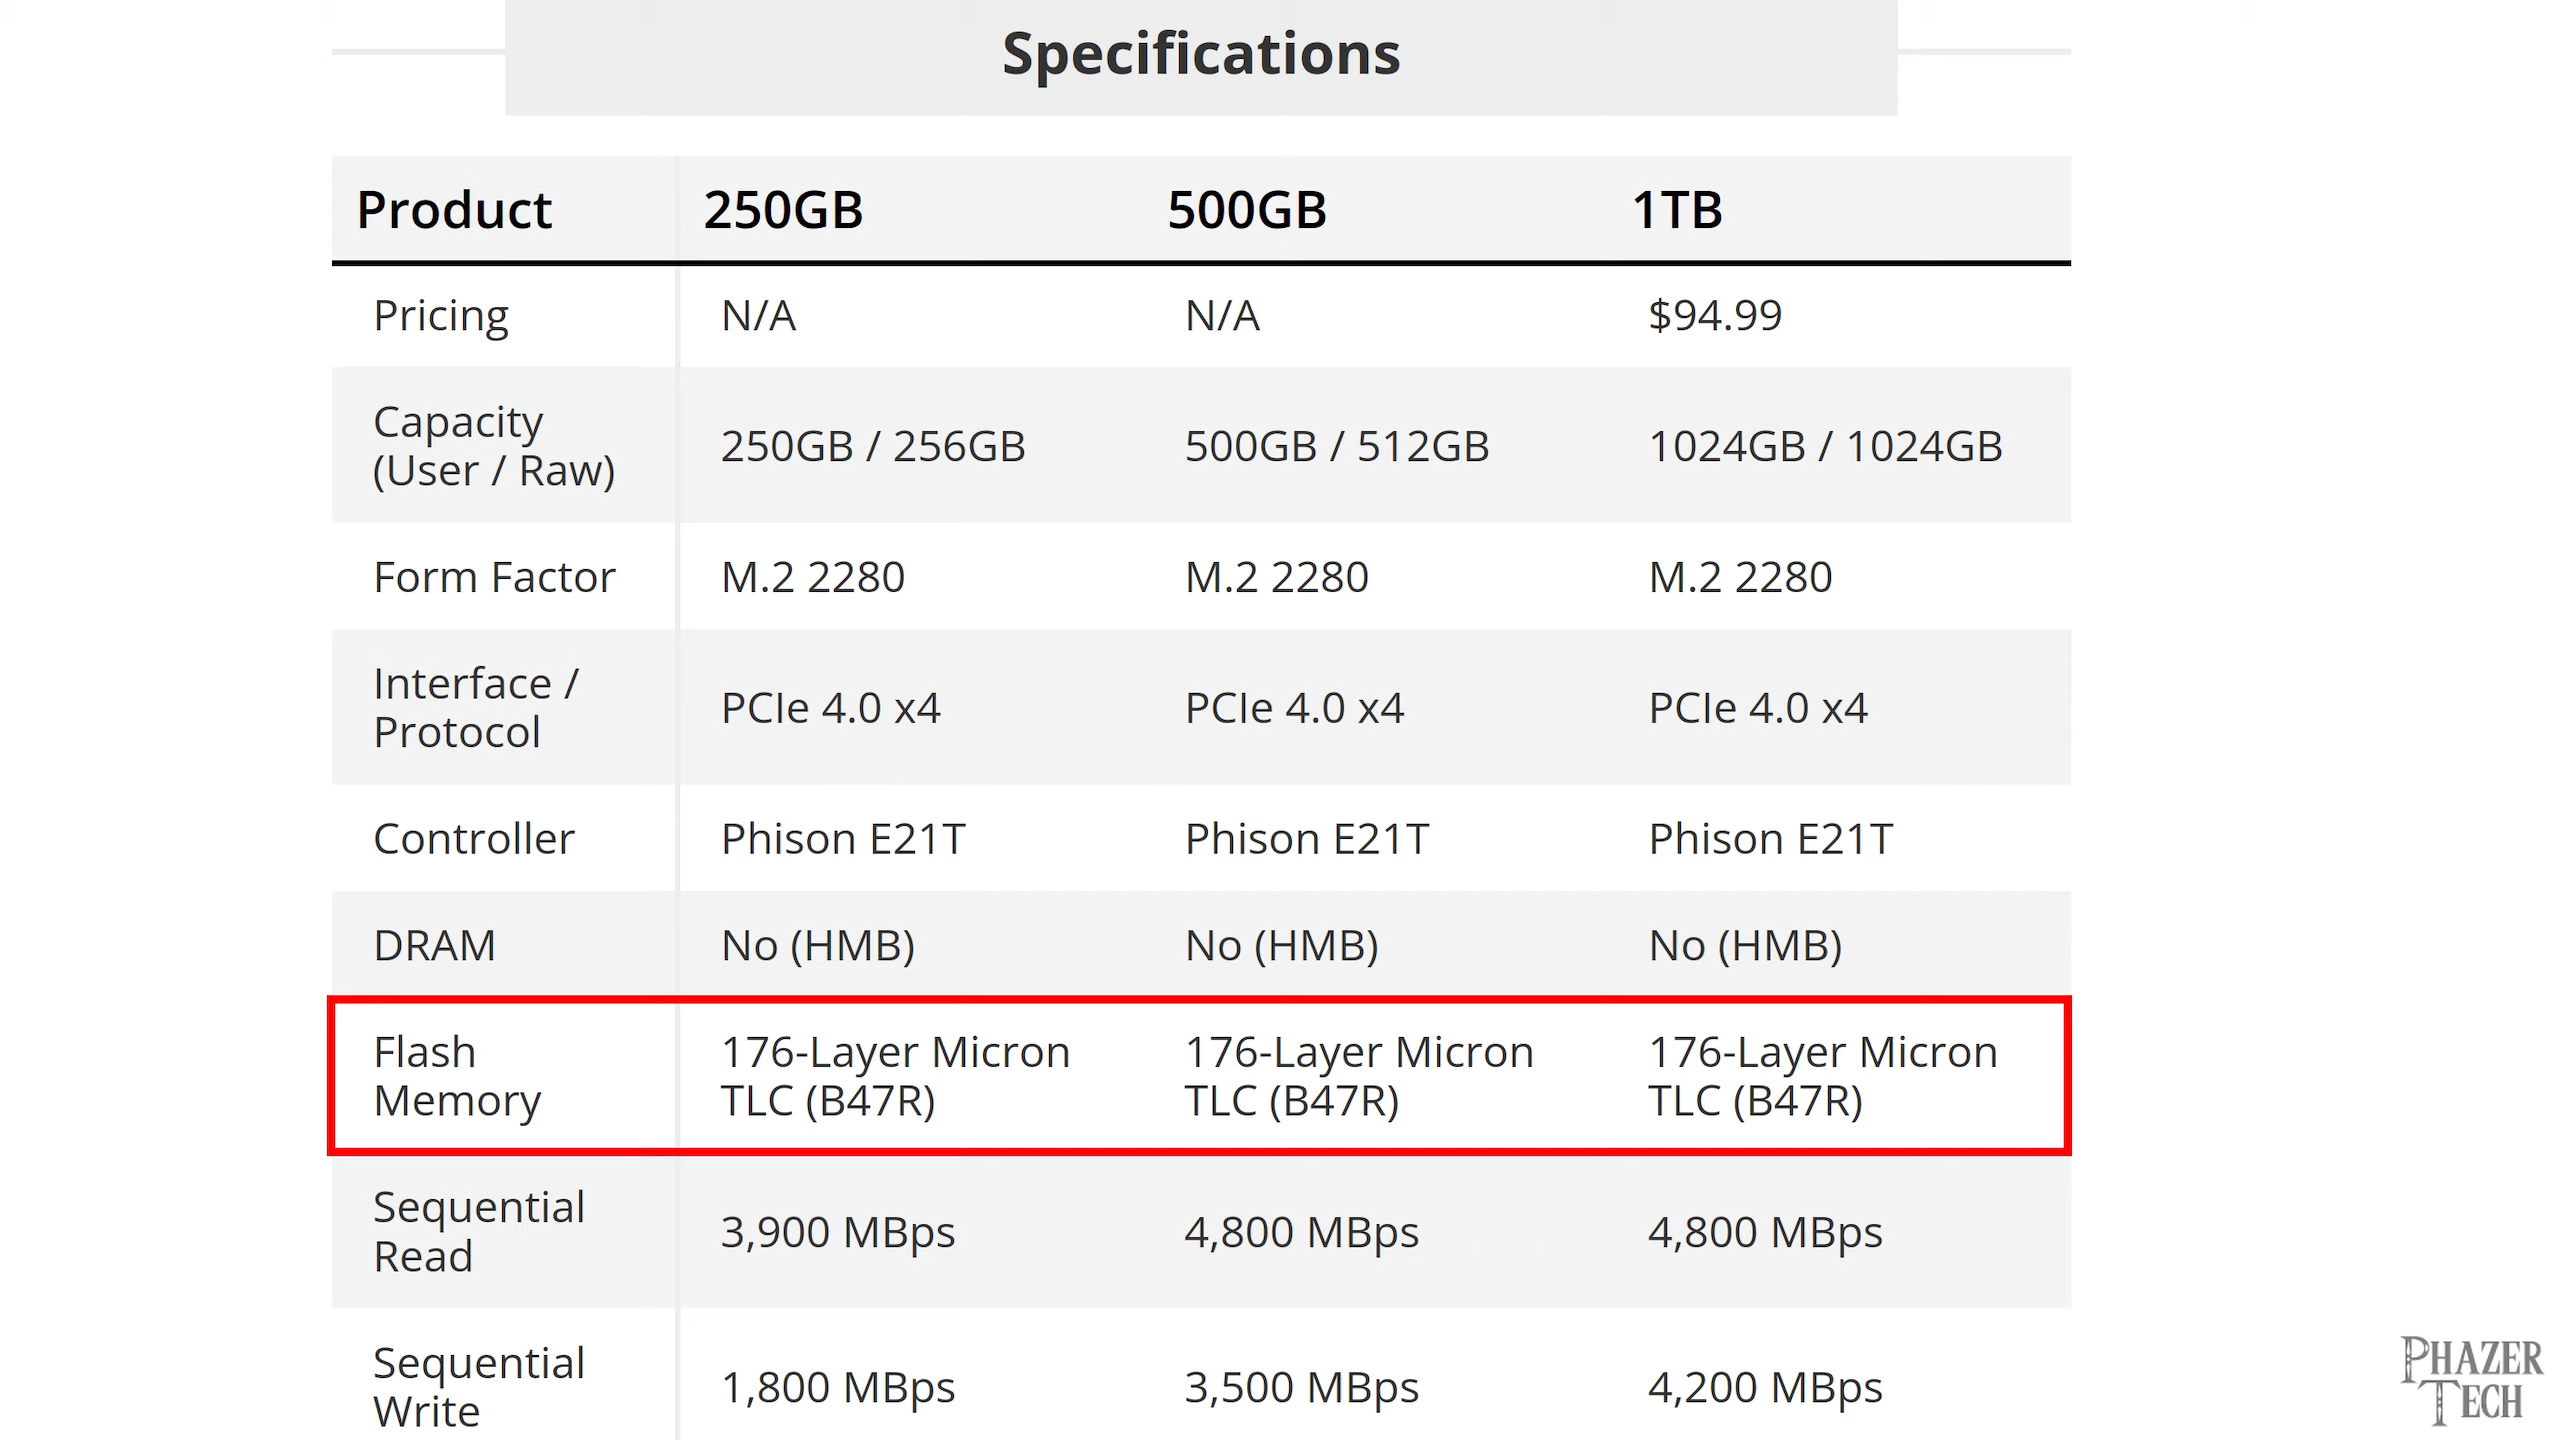 Specifications
Product 250GB 500GB 1TB
Pricing N/A N/A $94.99
Capacity
(User / Raw) 250GB / 256GB 500GB / 512GB 1024GB / 1024GB
Form Factor M.2 2280 M.2 2280 M.2 2280
Interface /
Protocol PCIe 4.0 x4 PCIe 4.0 x4 PCIe 4.0 x4
Controller Phison E21T Phison E21T Phison E21T
DRAM No (HMB) No (HMB) No (HMB)
Flash 176-Layer Micron 176-Layer Micron 176-Layer Micron
Memory TLC (B47R) TLC (B47R) TLC (B47R)
Sequential
Read 3,900 MBps 4,800 MBps 4,800 MBps
Sequential
Write 1,800 MBps 3,500 MBps 4,200 MBps
PHAZER
TECH